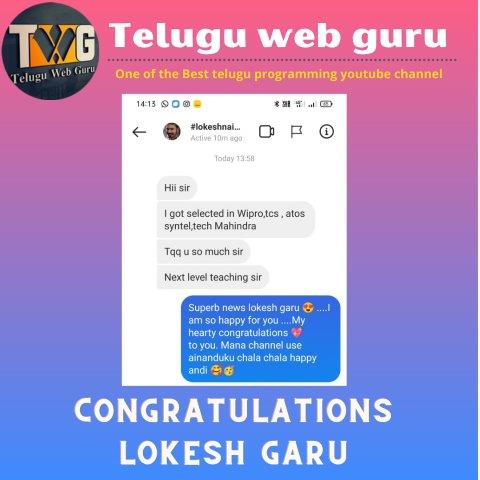 TWG
Telugu Web Guru
Telugu web guru
One of the Best telugu programming youtube channel
14:13
#lokeshnai...
Active 10m ago
Today 13:58
Hii sir
I got selected in Wipro,tcs , atos
syntel,tech Mahindra
Tqq u so much sir
Next level teaching sir
Superb news lokesh garu 😍 ....I
am so happy for you ....My
hearty congratulations 💖
to you. Mana channel use
ainanduku chala chala happy
andi 🥰🥳
CONGRATULATIONS
LOKESH GARU